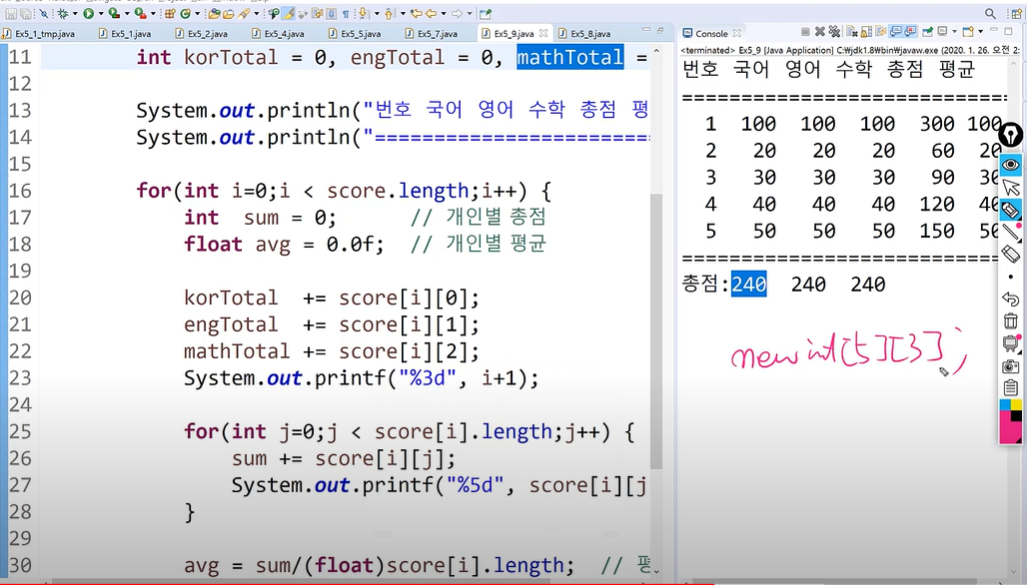 Ex5_1_tmp.java Ex5_1.java Ex5_2.java Ex5_4.java Ex5_5.java Ex5_7.java Ex5_9.java Ex5_8.java
11 int korTotal = 0, engTotal = 0, mathTotal =
12
13 System.out.println("번호 국어 영어 수학 총점 평
14 System.out.println("=======================
15
16 for(int i=0;i < score.length;i++) {
17 int sum = 0; // 개인별 총점
18 float avg = 0.0f; // 개인별 평균
19
20 korTotal += score[i][0];
21 engTotal += score[i][1];
22 mathTotal += score[i][2];
23 System.out.printf("%3d", i+1);
24
25 for(int j=0;j < score[i].length;j++) {
26 sum += score[i][j];
27 System.out.printf("%5d", score[i][j
28 }
29
30 avg = sum/(float)score[i].length; // 평
Console
<terminated> Ex5_9 [Java Application] C:\jdk1.8\bin\javaw.exe (2020. 1. 26. 오전 2:
번호 국어 영어 수학 총점 평균
============================
1 100 100 100 300 100
2 20 20 20 60 20
3 30 30 30 90 30
4 40 40 40 120 40
5 50 50 50 150 50
============================
총점:240 240 240
new int[5][3];